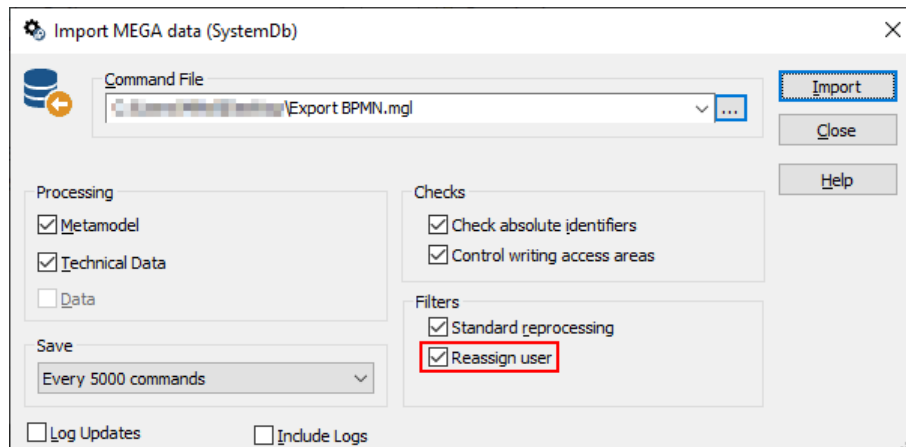 Import MEGA data (SystemDb)
Command File
\Export BPMN.mgl
...
Import
Close
Help
Processing
Metamodel
Technical Data
Data
Save
Every 5000 commands
Checks
Check absolute identifiers
Control writing access areas
Filters
Standard reprocessing
Reassign user
Log Updates
Include Logs